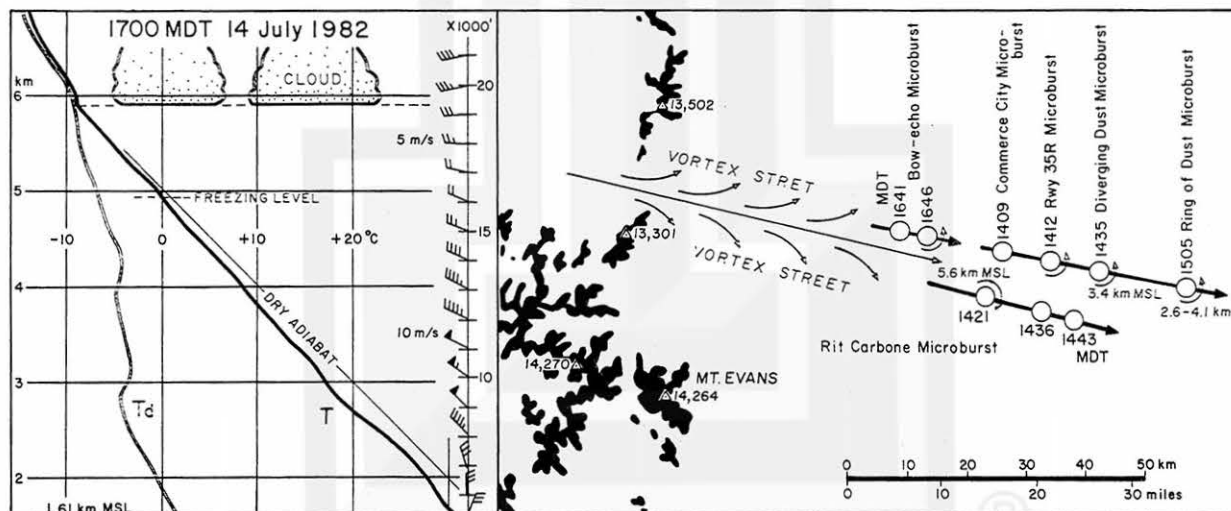 1700 MDT 14 July 1982
X1000'
km
CLOUD
20
6
5 m/s
5
FREEZING LEVEL
-10
0
+10
+20°C
15
4
DRY ADIABAT
10 m/s
3
10
Td
T
2
1.61 km MSL
13,502
VORTEX STRET
13,301
VORTEX STREET
14,270
MT. EVANS
14,264
MDT
1641
1646
Bow-echo Microburst
1409 Commerce City Micro-
burst
1412 Rwy 35R Microburst
1435 Diverging Dust Microburst
1505 Ring of Dust Microburst
5.6 km MSL
3.4 km MSL
2.6-4.1 km
1421
1436
1443
MDT
Rit Carbone Microburst
0 10 20 30 40 50 km
0 10 20 30 miles
®